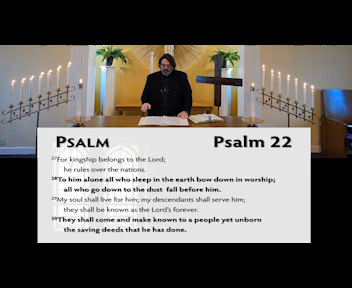 PSALM Psalm 22
27For kingship belongs to the Lord;
he rules over the nations.
28To him alone all who sleep in the earth bow down in worship;
all who go down to the dust fall before him.
29My soul shall live for him; my descendants shall serve him;
they shall be known as the Lord's forever.
30They shall come and make known to a people yet unborn
the saving deeds that he has done.